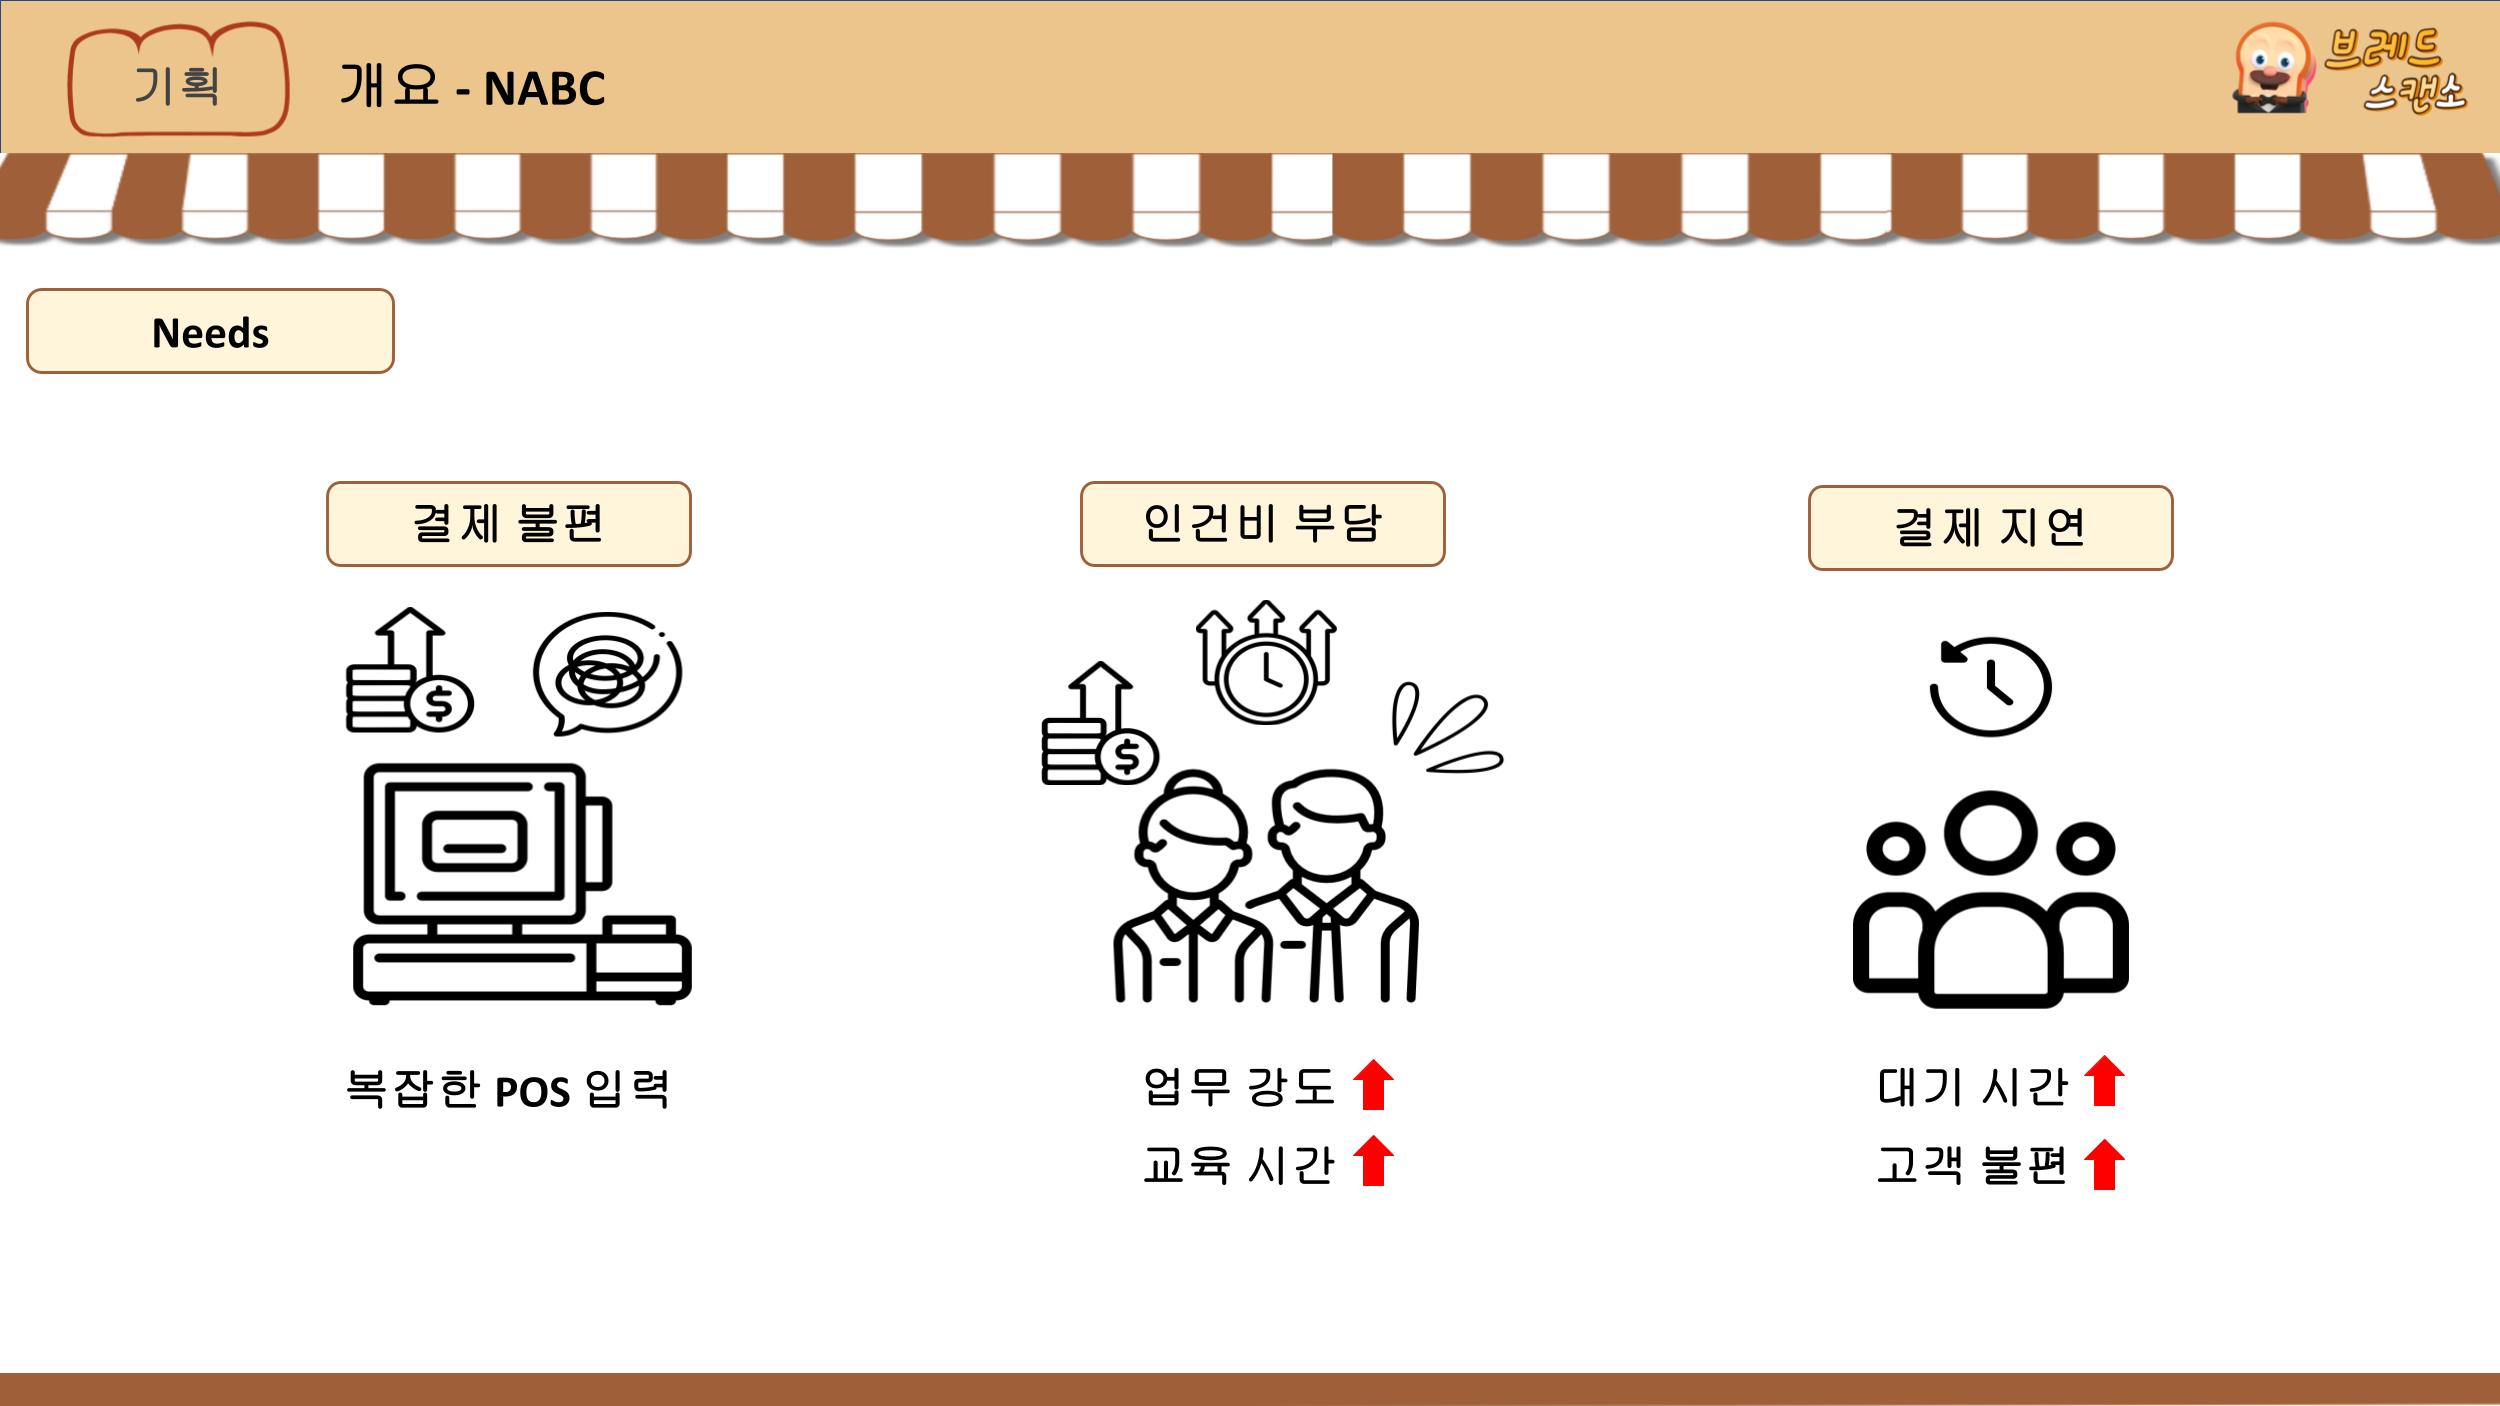 기획
개요 - NABC
브레드
스캔소
Needs
결제 불편
인건비 부담
결제 지연
복잡한 POS 입력
업무 강도
교육 시간
대기 시간
고객 불편